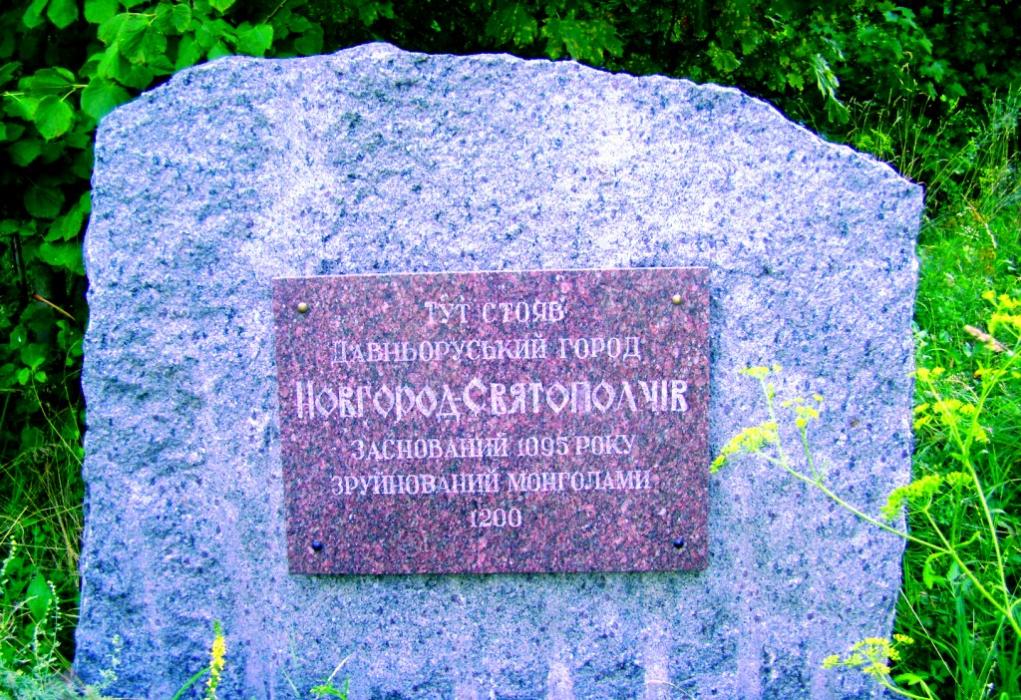 ТУТ СТОЯВ
ДАВНЬОРУСЬКИЙ ГОРОД
НОВГОРОД-СВЯТОПОЛЧІВ
ЗАСНОВАНИЙ 1095 РОКУ
ЗРУЙНОВАНИЙ МОНГОЛАМИ
1200